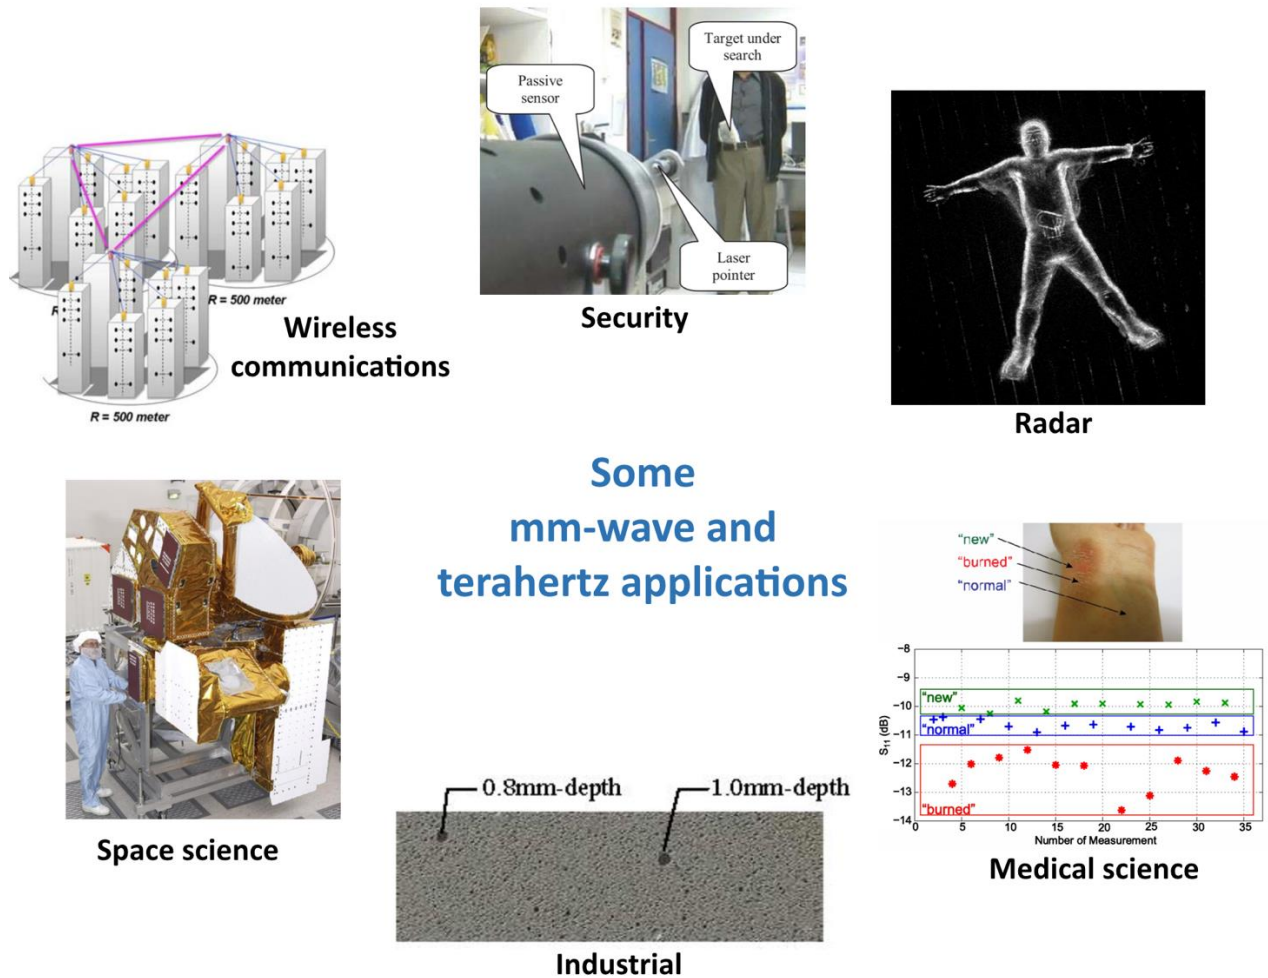 Passive
sensor
Target under
search
Laser
pointer
Security
R = 500 meter
R = 500 meter
Wireless
communications
Radar
Some
mm-wave and
terahertz applications
"new"
"burned"
"normal"
−8
−9
−10
−11
−12
−13
−14
S11 (dB)
"new"
"normal"
"burned"
0 5 10 15 20 25 30 35
Number of Measurement
Medical science
Space science
0.8mm-depth
1.0mm-depth
Industrial